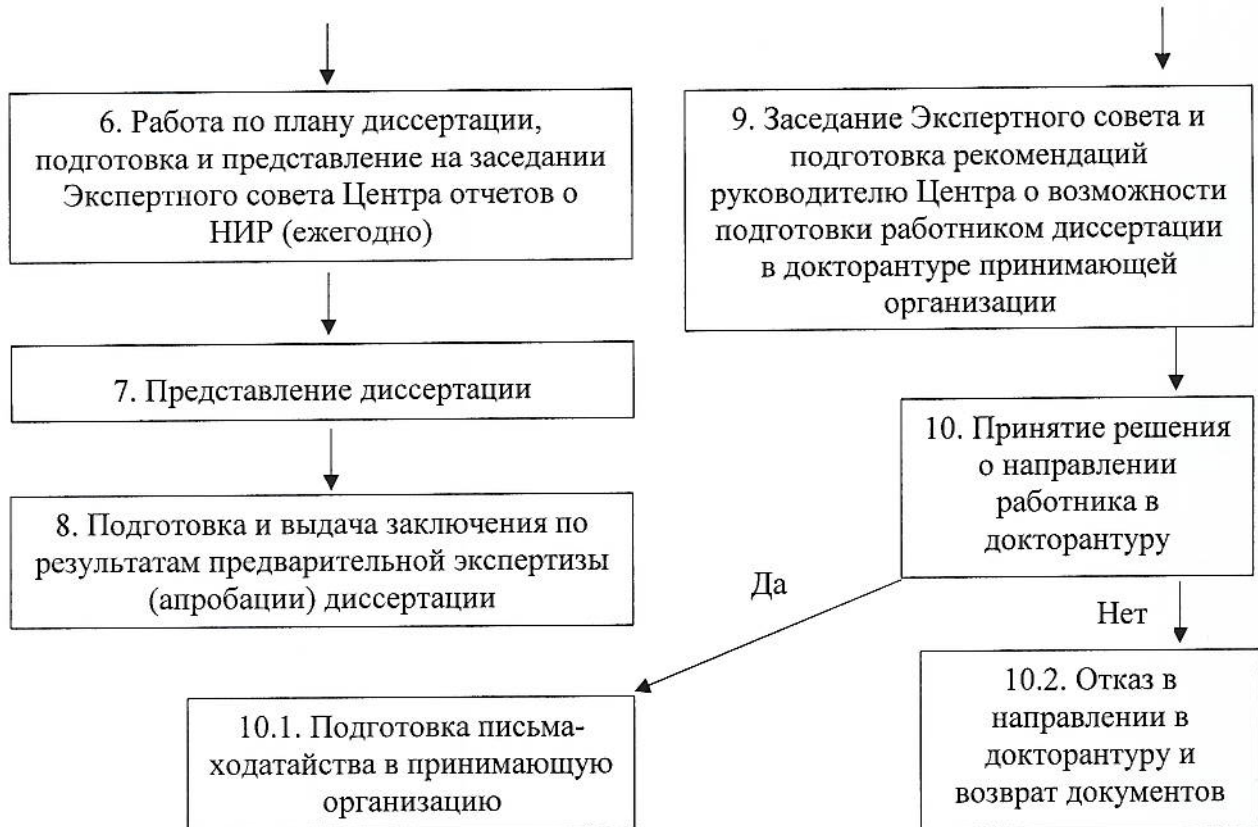 6. Работа по плану диссертации,
подготовка и представление на заседании
Экспертного совета Центра отчетов о
НИР (ежегодно)
7. Представление диссертации
8. Подготовка и выдача заключения по
результатам предварительной экспертизы
(апробации) диссертации
9. Заседание Экспертного совета и
подготовка рекомендаций
руководителю Центра о возможности
подготовки работником диссертации
в докторантуре принимающей
организации
10. Принятие решения
о направлении
работника в
докторантуру
Да
Нет
10.1. Подготовка письма-
ходатайства в принимающую
организацию
10.2. Отказ в
направлении в
докторантуру и
возврат документов